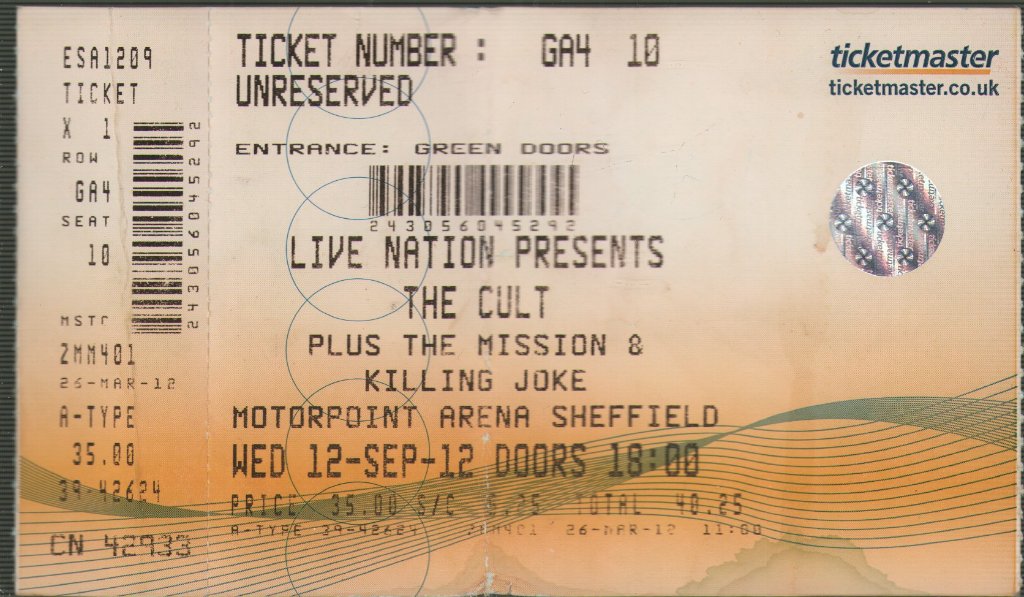 ESA1209
TICKET
X 1
ROW
GA4
SEAT
10
MSTR
2MM401
26-MAR-12
A-TYPE
35.00
39-42624
CN 42933
243056045292
TICKET NUMBER : GA4 10
UNRESERVED
ENTRANCE: GREEN DOORS
243056045292
LIVE NATION PRESENTS
THE CULT
PLUS THE MISSION &
KILLING JOKE
MOTORPOINT ARENA SHEFFIELD
WED 12-SEP-12 DOORS 18:00
PRICE 35.00 S/C 5.25 TOTAL 40.25
A-TYPE 39-42624 2MM401 26-MAR-12 11:00
ticketmaster
ticketmaster.co.uk